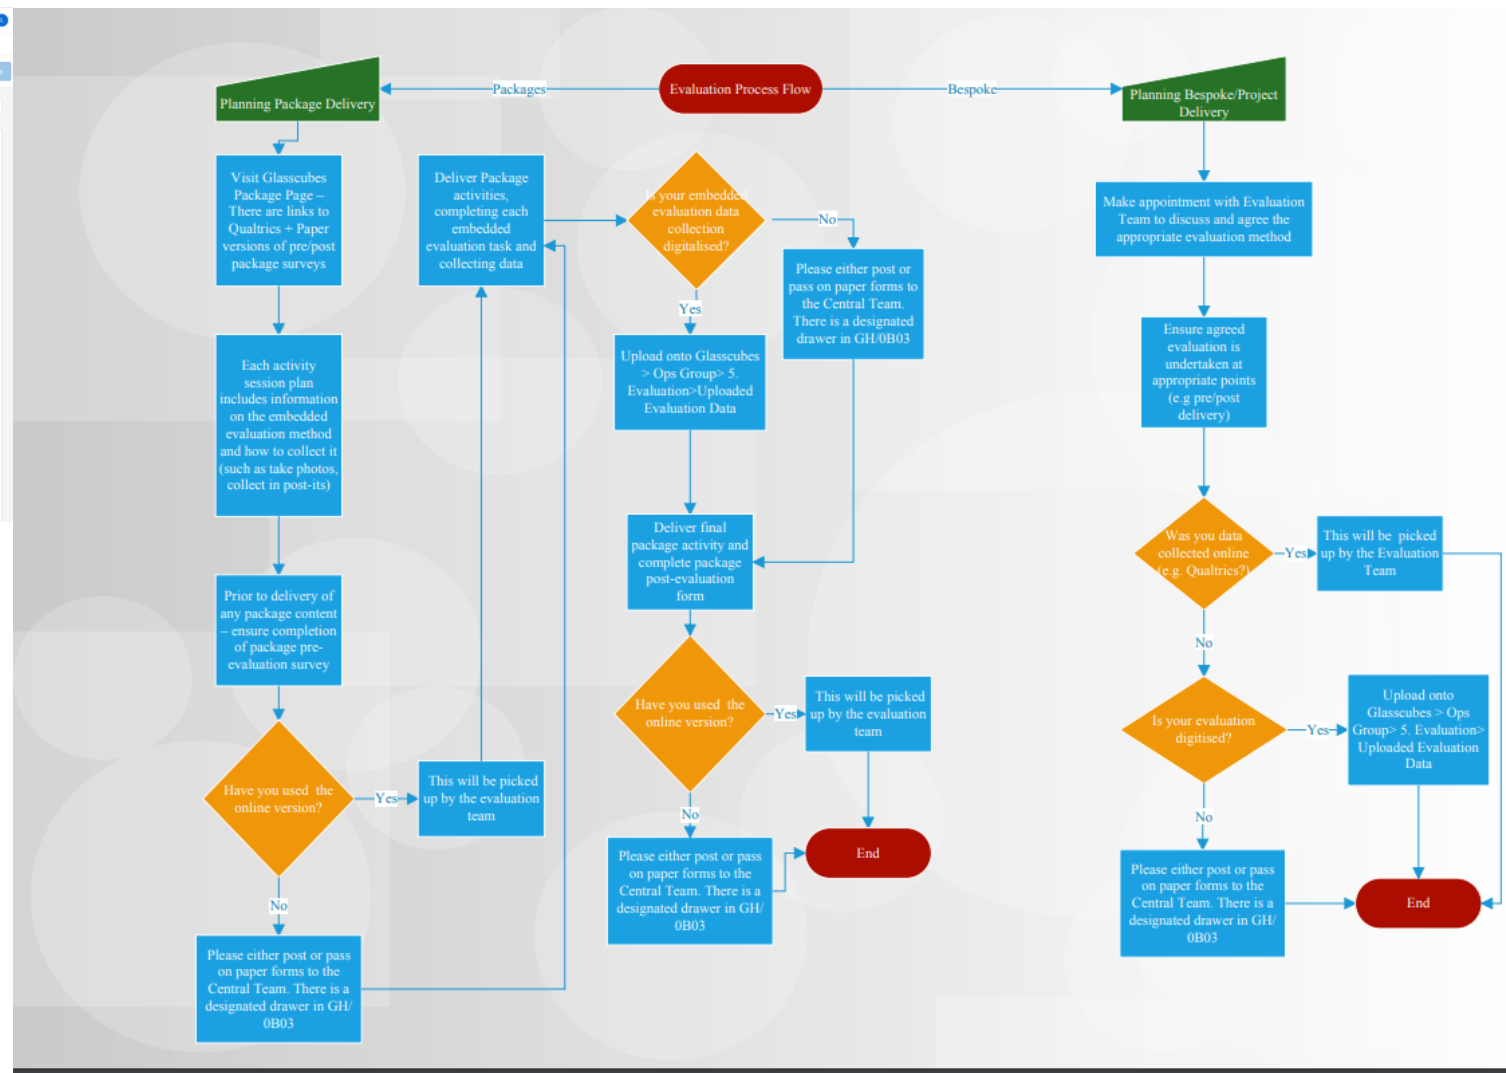 Evaluation Process Flow
Packages
Bespoke
Planning Package Delivery
Visit Glasscubes
Package Page –
There are links to
Qualtrics + Paper
versions of pre/post
package surveys
Each activity
session plan
includes information
on the embedded
evaluation method
and how to collect it
(such as take photos,
collect in post-its)
Prior to delivery of
any package content
– ensure completion
of package pre-
evaluation survey
Have you used the
online version?
Yes
This will be picked
up by the evaluation
team
No
Please either post or pass
on paper forms to the
Central Team. There is a
designated drawer in GH/
0B03
Deliver Package
activities,
completing each
embedded
evaluation task and
collecting data
Is your embedded
evaluation data
collection
digitalised?
No
Please either post or
pass on paper forms to
the Central Team.
There is a designated
drawer in GH/0B03
Yes
Upload onto Glasscubes
> Ops Group> 5.
Evaluation>Uploaded
Evaluation Data
Deliver final
package activity and
complete package
post-evaluation
form
Have you used the
online version?
Yes
This will be picked
up by the evaluation
team
No
Please either post or pass
on paper forms to the
Central Team. There is a
designated drawer in GH/
0B03
End
Planning Bespoke/Project
Delivery
Make appointment with Evaluation
Team to discuss and agree the
appropriate evaluation method
Ensure agreed
evaluation is
undertaken at
appropriate points
(e.g pre/post
delivery)
Was you data
collected online
(e.g. Qualtrics?)
Yes
This will be picked
up by the Evaluation
Team
No
Is your evaluation
digitised?
Yes
Upload onto
Glasscubes > Ops
Group> 5. Evaluation>
Uploaded Evaluation
Data
No
Please either post or pass
on paper forms to the
Central Team. There is a
designated drawer in GH/
0B03
End